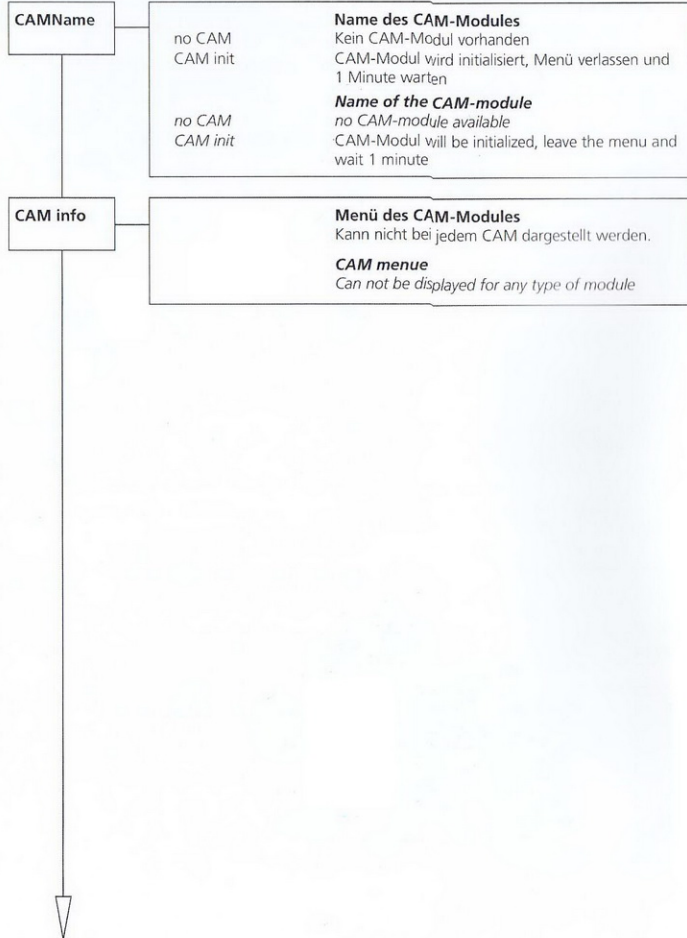 CAMName
Name des CAM-Modules
no CAM Kein CAM-Modul vorhanden
CAM init CAM-Modul wird initialisiert, Menü verlassen und
1 Minute warten
Name of the CAM-module
no CAM no CAM-module available
CAM init CAM-Modul will be initialized, leave the menu and
wait 1 minute
CAM info
Menü des CAM-Modules
Kann nicht bei jedem CAM dargestellt werden.
CAM menue
Can not be displayed for any type of module